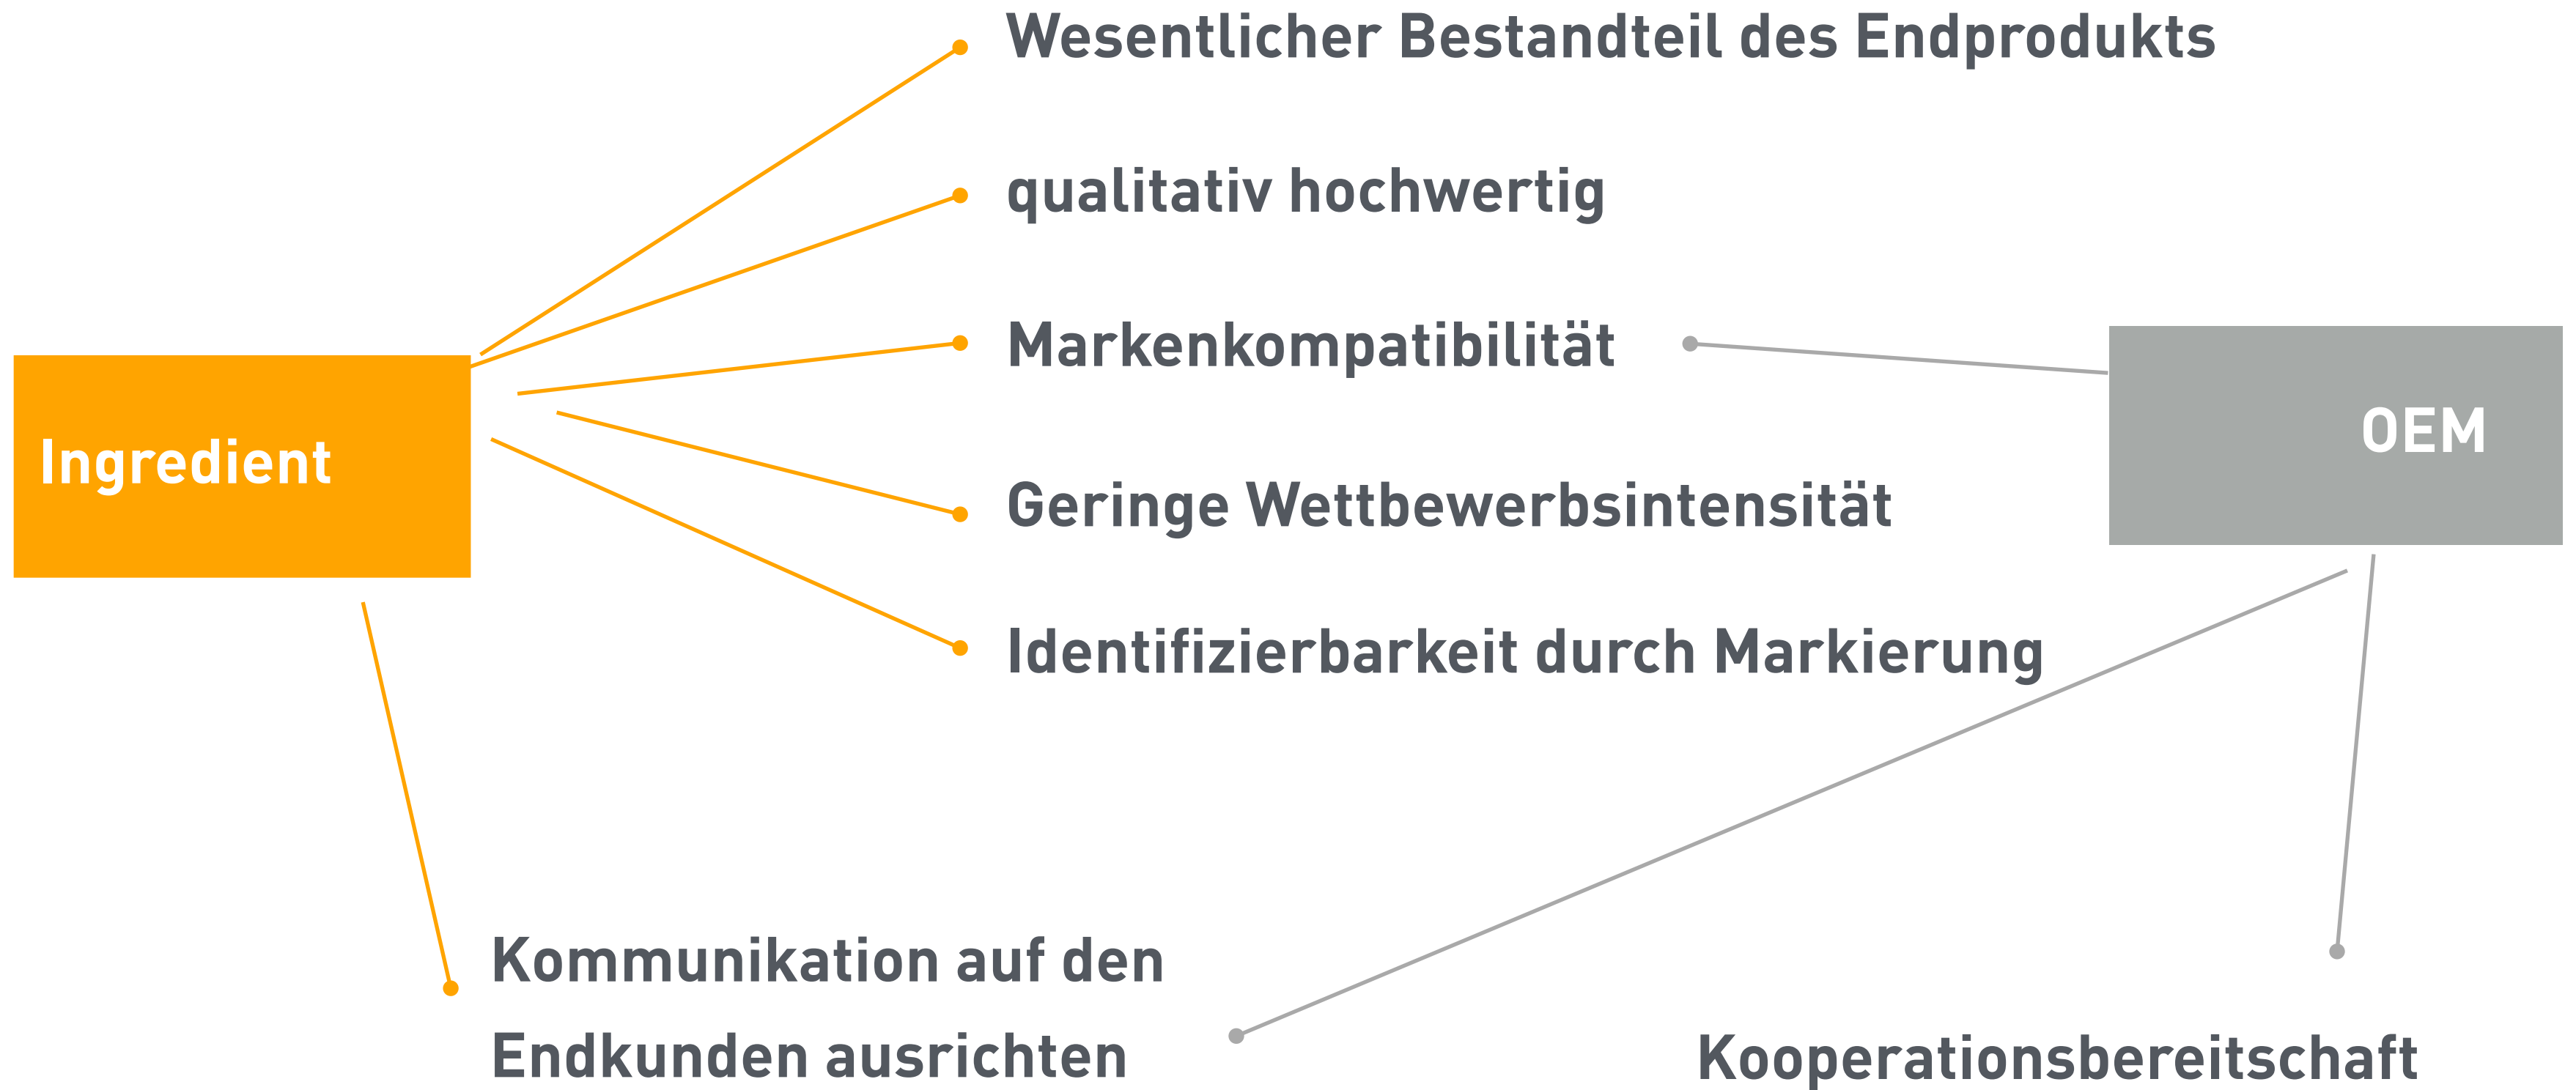 Wesentlicher Bestandteil des Endprodukts
qualitativ hochwertig
Markenkompatibilität
Ingredient
OEM
Geringe Wettbewerbsintensität
Identifizierbarkeit durch Markierung
Kommunikation auf den
Endkunden ausrichten
Kooperationsbereitschaft